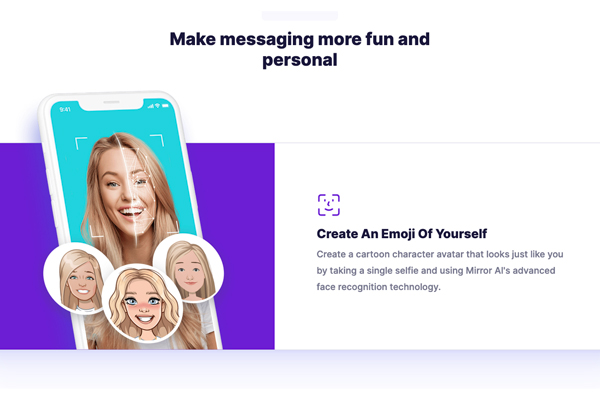 Make messaging more fun and
personal
9:41
Create An Emoji Of Yourself
Create a cartoon character avatar that looks just like you
by taking a single selfie and using Mirror AI's advanced
face recognition technology.